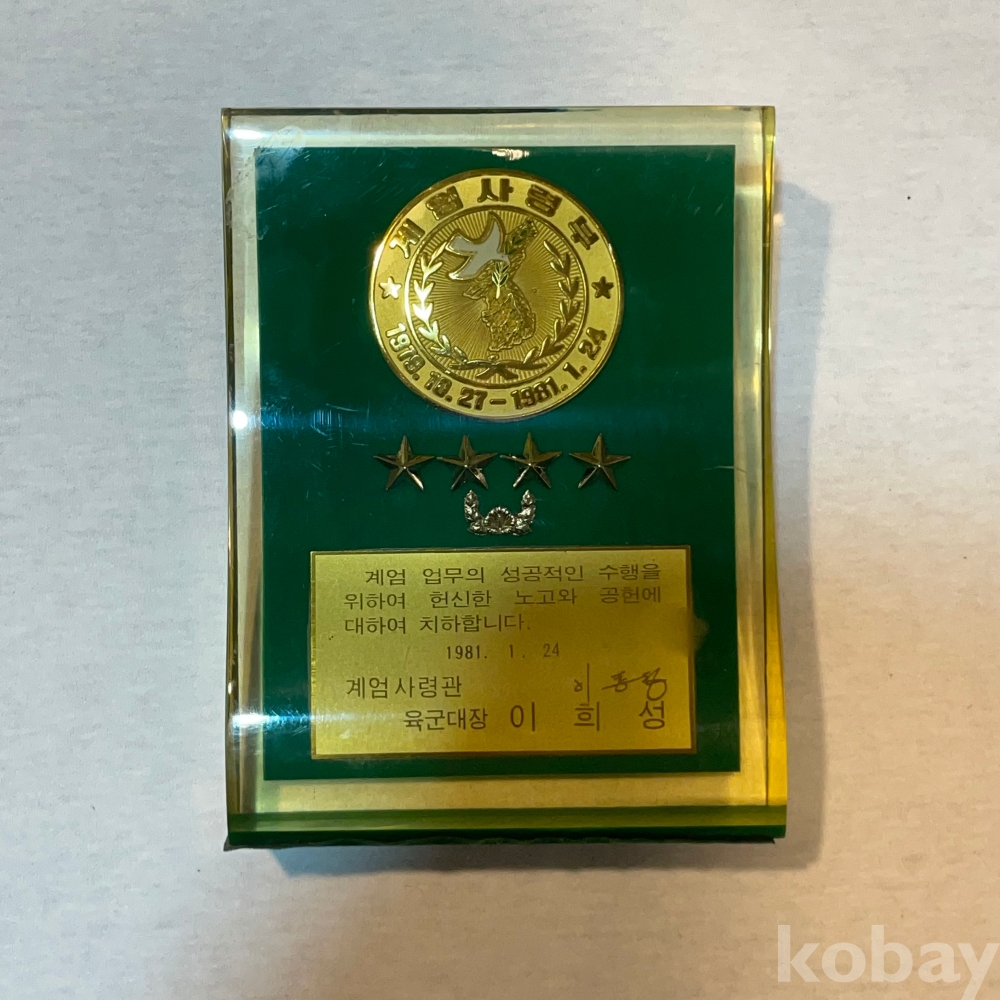 계엄사령부
1979. 10. 27 - 1981. 1. 24
계엄 업무의 성공적인 수행을
위하여 헌신한 노고와 공헌에
대하여 치하합니다.
1981. 1. 24
계엄사령관
육군대장 이 희 성
kobay